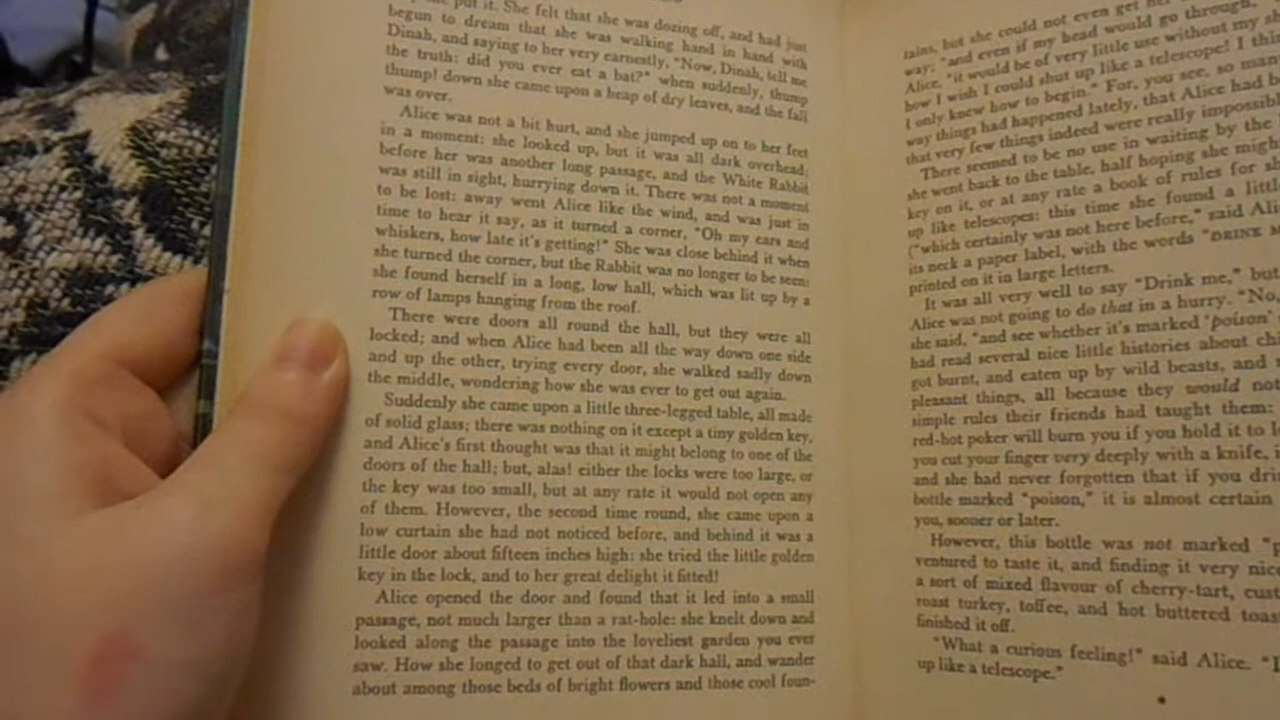 put it. She felt that she was dozing off, and had just
begun to dream that she was walking hand in hand with
Dinah, and saying to her very earnestly, "Now, Dinah, tell me
the truth: did you ever eat a bat?" when suddenly, thump
thump! down she came upon a heap of dry leaves, and the fall
was over.
Alice was not a bit hurt, and she jumped up on to her feet
in a moment: she looked up, but it was all dark overhead;
before her was another long passage, and the White Rabbit
was still in sight, hurrying down it. There was not a moment
to be lost: away went Alice like the wind, and was just in
time to hear it say, as it turned a corner, "Oh my ears and
whiskers, how late it's getting!" She was close behind it when
she turned the corner, but the Rabbit was no longer to be seen:
she found herself in a long, low hall, which was lit up by a
row of lamps hanging from the roof.
There were doors all round the hall, but they were all
locked; and when Alice had been all the way down one side
and up the other, trying every door, she walked sadly down
the middle, wondering how she was ever to get out again.
Suddenly she came upon a little three-legged table, all made
of solid glass; there was nothing on it except a tiny golden key,
and Alice's first thought was that it might belong to one of the
doors of the hall; but, alas! either the locks were too large, or
the key was too small, but at any rate it would not open any
of them. However, the second time round, she came upon a
low curtain she had not noticed before, and behind it was a
little door about fifteen inches high: she tried the little golden
key in the lock, and to her great delight it fitted!
Alice opened the door and found that it led into a small
passage, not much larger than a rat-hole: she knelt down and
looked along the passage into the loveliest garden you ever
saw. How she longed to get out of that dark hall, and wander
about among those beds of bright flowers and those cool foun-
tains, but she could not even get
way; "and even if my head would go through,
Alice, "it would be of very little use without my
how I wish I could shut up like a telescope! I
I only knew how to begin." For, you see, so
way things had happened lately, that Alice had
that very few things indeed were really
There seemed to be no use in waiting by the
she went back to the table, half hoping she
key on it, or at any rate a book of rules for
up like telescopes: this time she found a
("which certainly was not here before," said
its neck a paper label, with the words "DRINK
printed on it in large letters.
It was all very well to say "Drink me," but
Alice was not going to do that in a hurry.
she said, "and see whether it's marked 'poison'
had read several nice little histories about
got burnt, and eaten up by wild beasts, and
pleasant things, all because they would
simple rules their friends had taught them:
red-hot poker will burn you if you hold it to
you cut your finger very deeply with a knife,
and she had never forgotten that if you
bottle marked "poison," it is almost certain
you, sooner or later.
However, this bottle was not marked
ventured to taste it, and finding it very
a sort of mixed flavour of cherry-tart,
roast turkey, toffee, and hot buttered
finished it off.
"What a curious feeling!" said Alice.
up like a telescope."